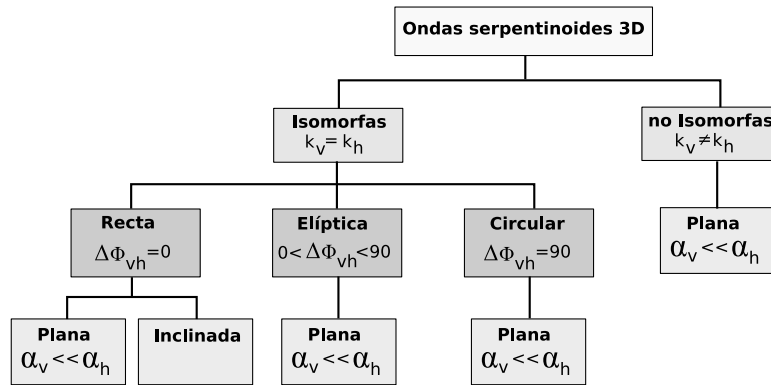 Ondas serpentinoides 3D
Isomorfas
k_v = k_h
no Isomorfas
k_v ≠ k_h
Recta
ΔΦ_vh =0
Elíptica
0< ΔΦ_vh <90
Circular
ΔΦ_vh =90
Plana
α_v << α_h
Plana
α_v << α_h
Inclinada
Plana
α_v << α_h
Plana
α_v << α_h